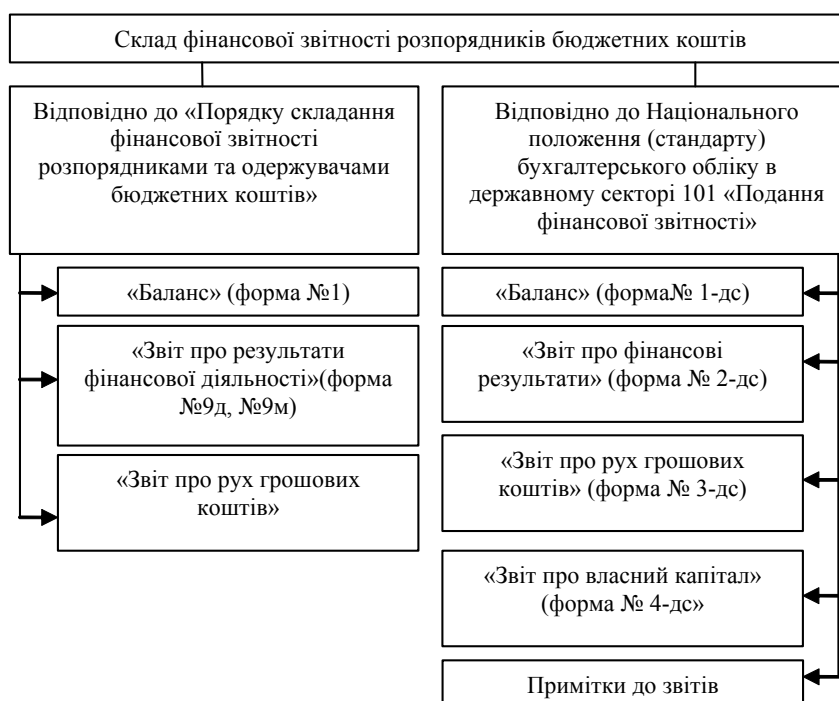 Склад фінансової звітності розпорядників бюджетних коштів
Відповідно до «Порядку складання
фінансової звітності
розпорядниками та одержувачами
бюджетних коштів»
«Баланс» (форма №1)
«Звіт про результати
фінансової діяльності»(форма
№9д, №9м)
«Звіт про рух грошових
коштів»
Відповідно до Національного
положення (стандарту)
бухгалтерського обліку в
державному секторі 101 «Подання
фінансової звітності»
«Баланс» (форма№ 1-дс)
«Звіт про фінансові
результати» (форма № 2-дс)
«Звіт про рух грошових
коштів» (форма № 3-дс)
«Звіт про власний капітал»
(форма № 4-дс»
Примітки до звітів